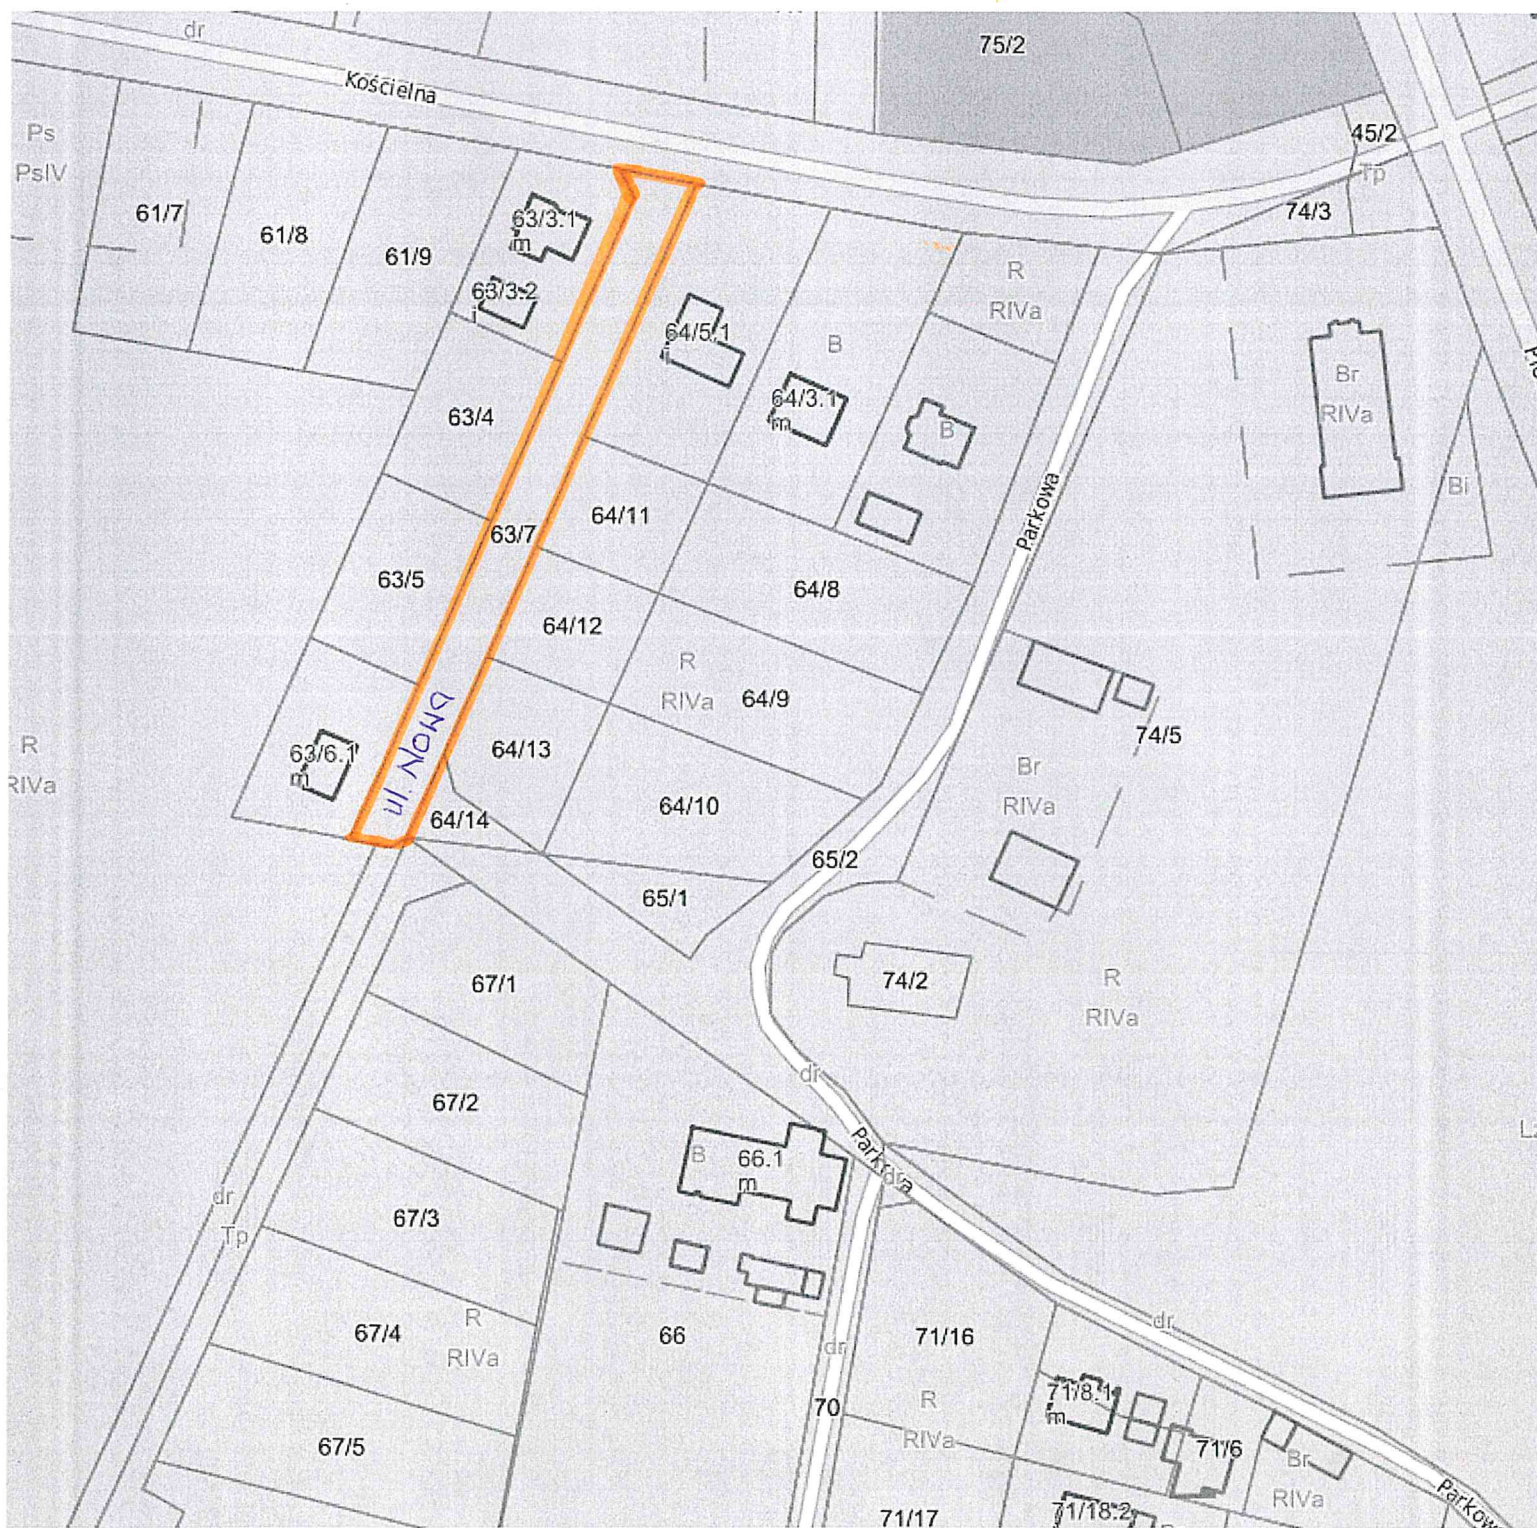 dr
75/2
Kościelna
Ps
PsIV
45/2
Tp
61/7
74/3
63/3.1
m
61/8
61/9
R
RIVa
63/3.2
i
64/5.1
i
B
Br
RIVa
64/3.1
m
63/4
B
Bi
Parkowa
64/11
63/7
63/5
64/8
64/12
R
RIVa
64/9
ul. Nowa
64/13
74/5
R
RIVa
63/6.1
m
Br
RIVa
64/10
64/14
65/2
65/1
67/1
74/2
R
RIVa
dr
67/2
Parkowa
B
66.1
m
dr
dr
67/3
Tp
R
RIVa
67/4
66
dr
71/16
dr
70
R
RIVa
71/8.1
m
67/5
71/6
Br
RIVa
Parkow
71/17
71/18.2